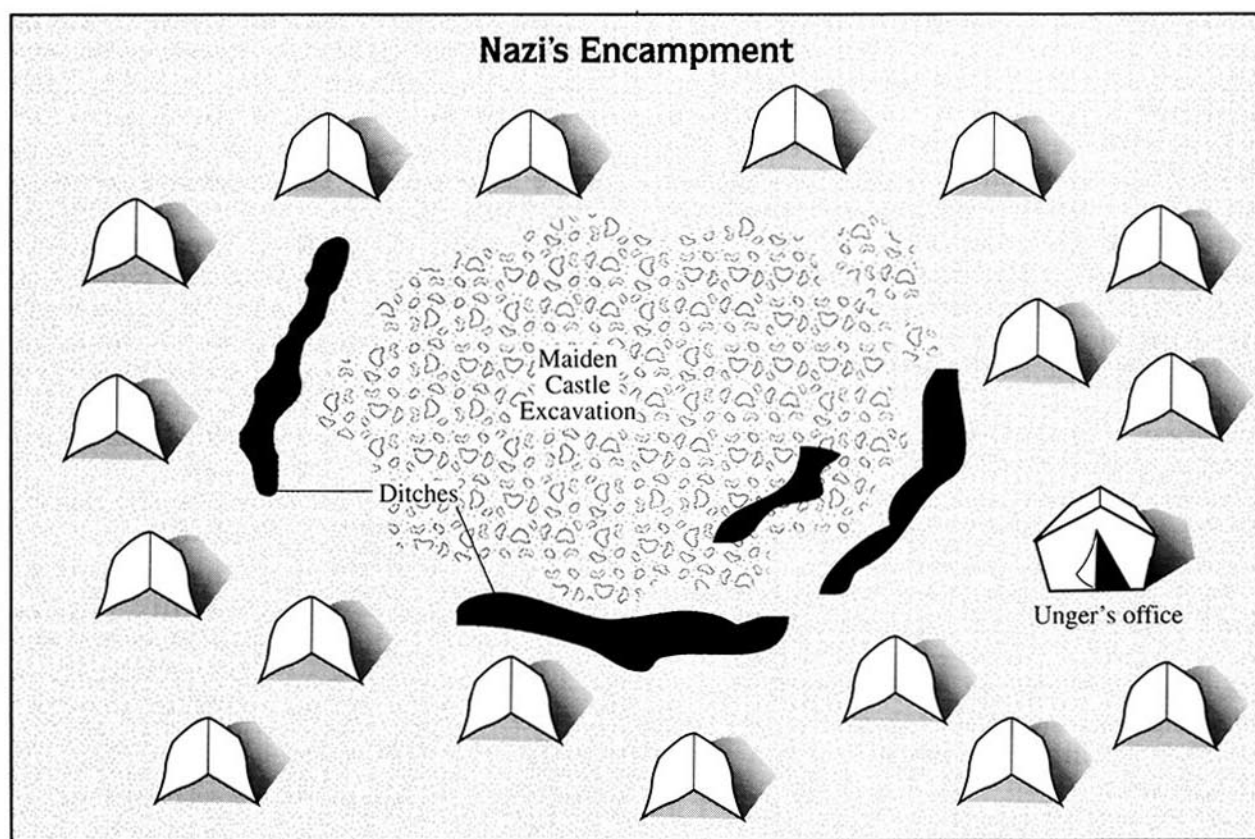 Nazi's Encampment
Maiden
Castle
Excavation
Ditches
Unger's office